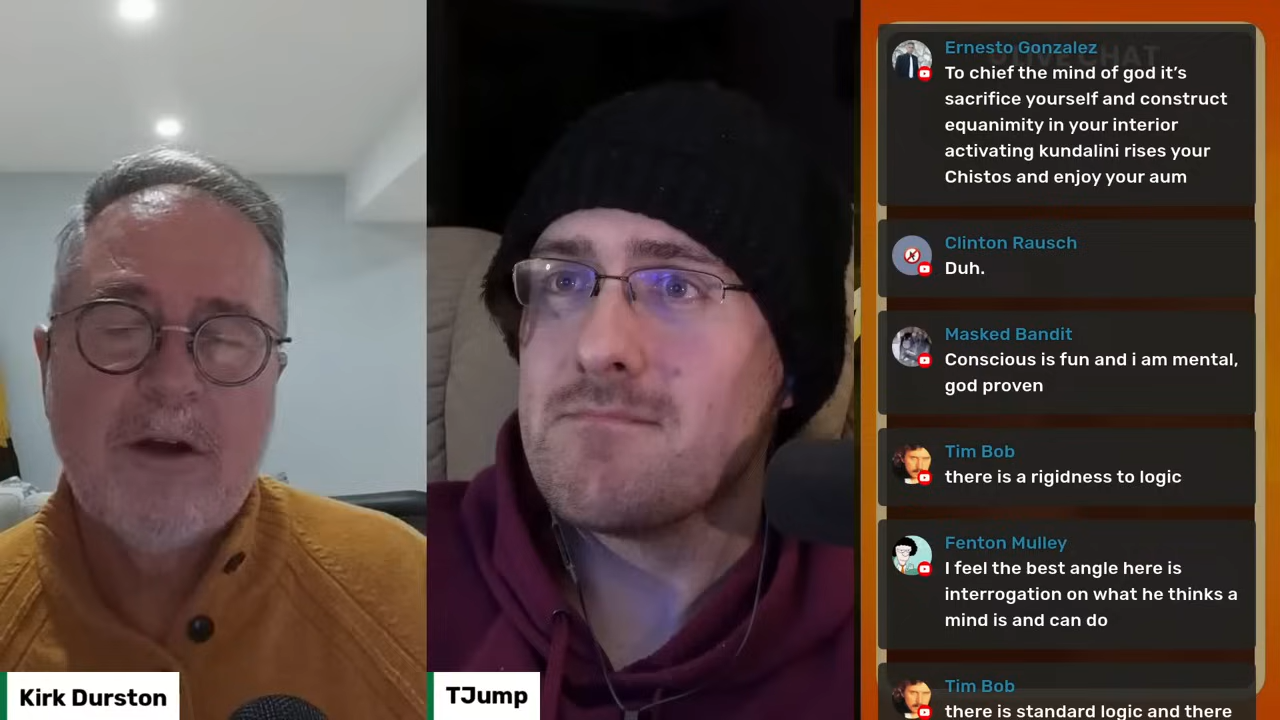 LIVE CHAT
Ernesto Gonzalez
To chief the mind of god it's
sacrifice yourself and construct
equanimity in your interior
activating kundalini rises your
Chistos and enjoy your aum
Clinton Rausch
Duh.
Masked Bandit
Conscious is fun and i am mental,
god proven
Tim Bob
there is a rigidness to logic
Fenton Mulley
I feel the best angle here is
interrogation on what he thinks a
mind is and can do
Tim Bob
there is standard logic and there
Kirk Durston
TJump